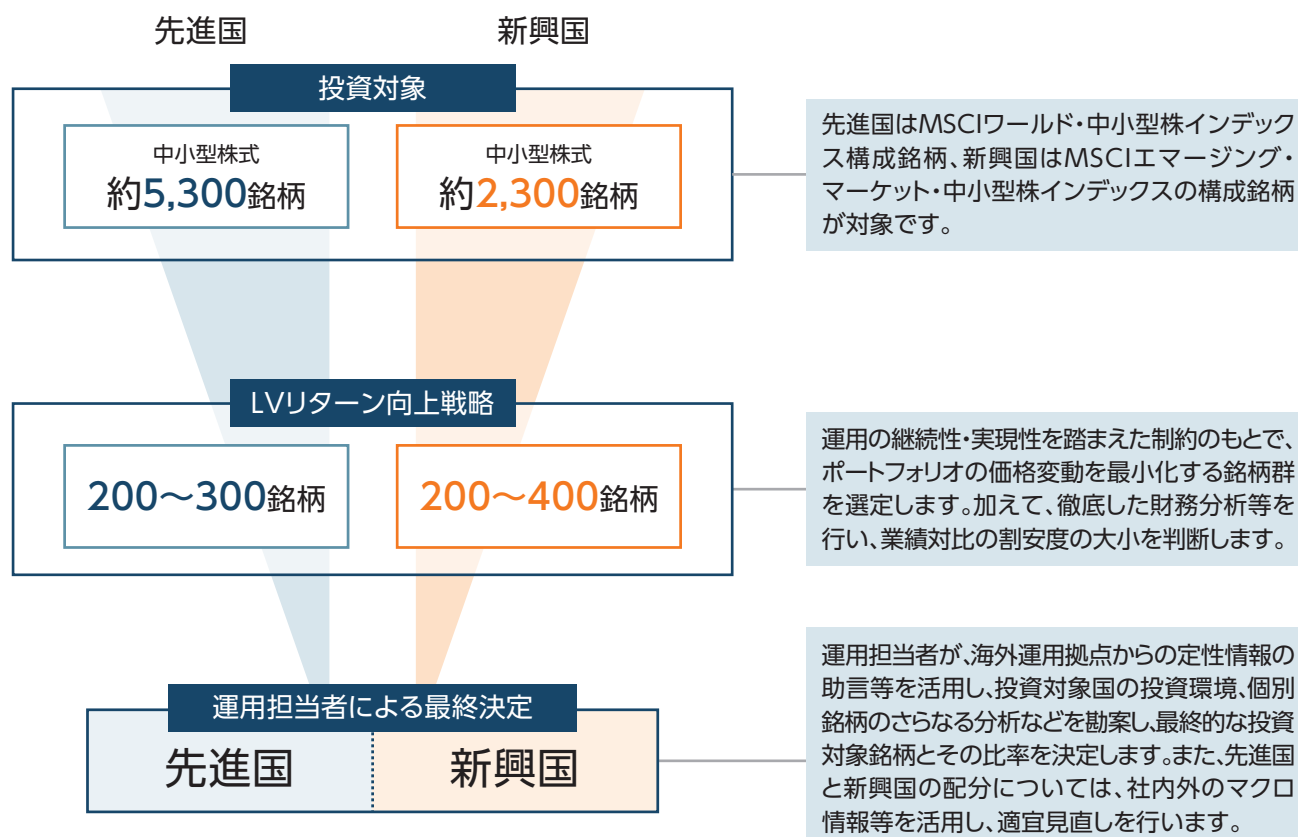 先進国
新興国
投資対象
中小型株式
約5,300銘柄
中小型株式
約2,300銘柄
先進国はMSCIワールド・中小型株インデック
ス構成銘柄、新興国はMSCIエマージング・
マーケット・中小型株インデックスの構成銘柄
が対象です。
LVリターン向上戦略
200〜300銘柄
200〜400銘柄
運用の継続性・実現性を踏まえた制約のもとで、
ポートフォリオの価格変動を最小化する銘柄群
を選定します。加えて、徹底した財務分析等を
行い、業績対比の割安度の大小を判断します。
運用担当者による最終決定
先進国
新興国
運用担当者が、海外運用拠点からの定性情報の
助言等を活用し、投資対象国の投資環境、個別
銘柄のさらなる分析などを勘案し、最終的な投資
対象銘柄とその比率を決定します。また、先進国
と新興国の配分については、社内外のマクロ
情報等を活用し、適宜見直しを行います。